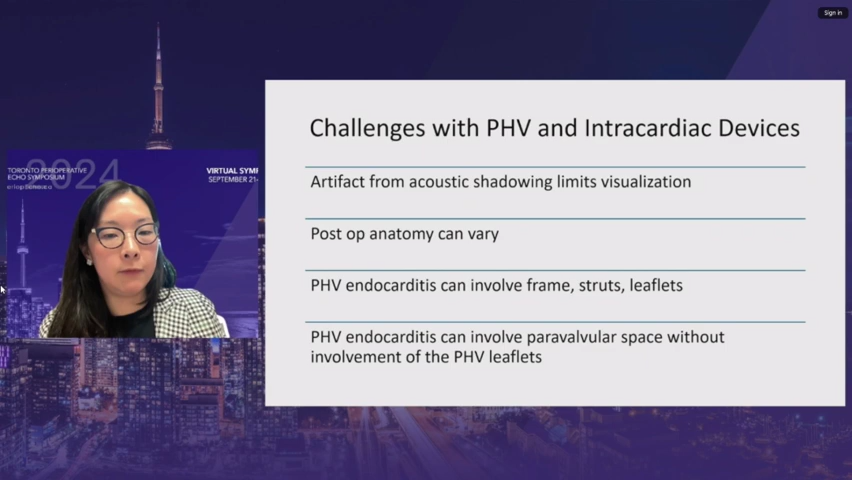 Sign in
Challenges with PHV and Intracardiac Devices
Artifact from acoustic shadowing limits visualization
Post op anatomy can vary
PHV endocarditis can involve frame, struts, leaflets
PHV endocarditis can involve paravalvular space without
involvement of the PHV leaflets
2024
TORONTO PERIOPERATIVE
ECHO SYMPOSIUM
VIRTUAL SYMP
SEPTEMBER 21-